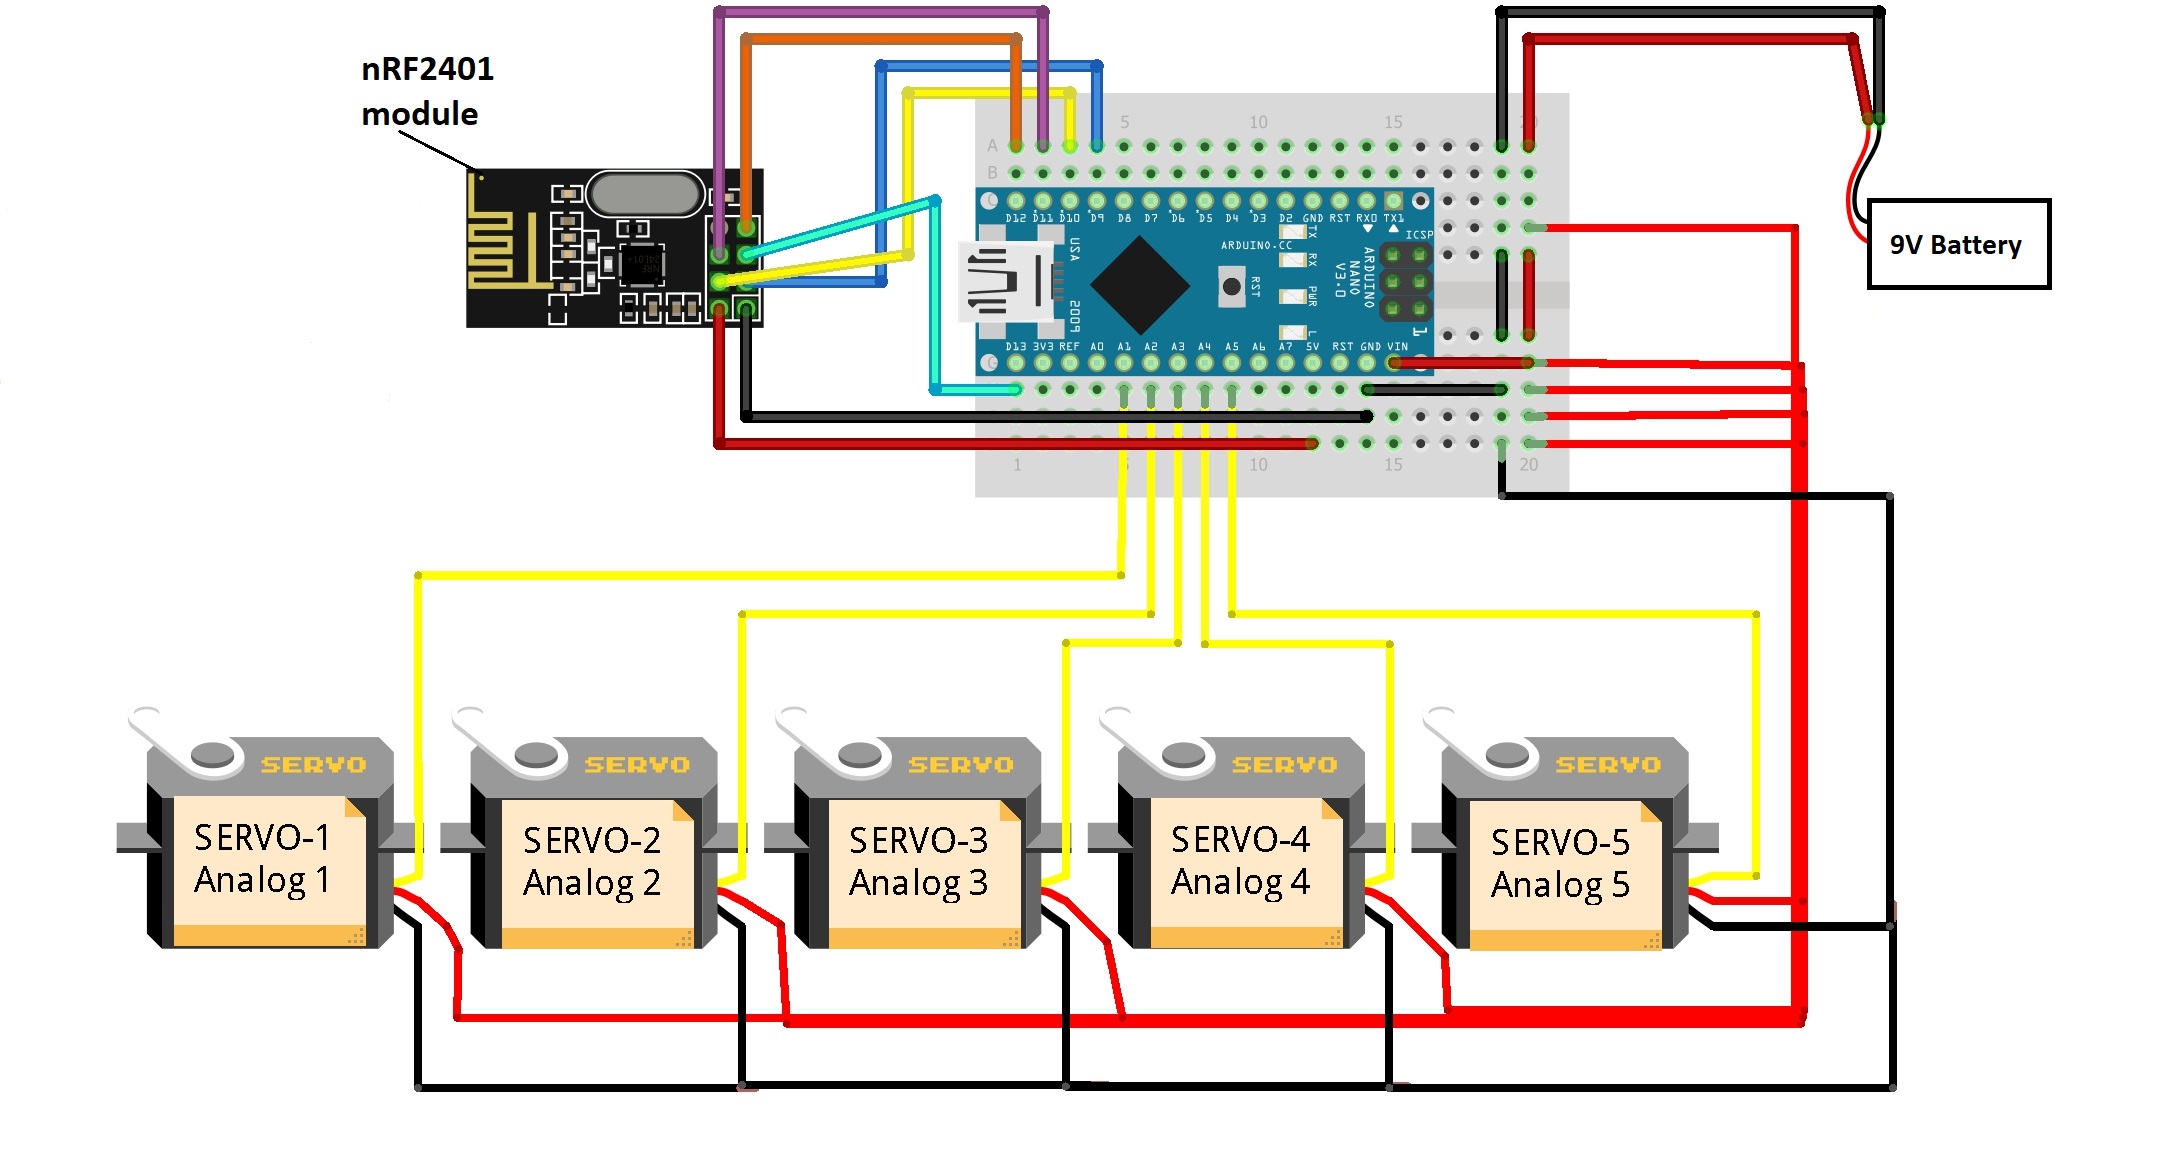 nRF2401
module
9V Battery
5 10 15 20
A
B
D12 D11 D10 D9 D8 D7 D6 D5 D4 D3 D2 GND RST RX0 TX1
TX
RX
PWR
L
ARDUINO.CC
RST
ICSP
1
ARDUINO
NANO
V3.0
USA
D13 3V3 REF A0 A1 A2 A3 A4 A5 A6 A7 5V RST GND VIN
1 5 10 15 20
SERVO
SERVO-1
Analog 1
SERVO
SERVO-2
Analog 2
SERVO
SERVO-3
Analog 3
SERVO
SERVO-4
Analog 4
SERVO
SERVO-5
Analog 5